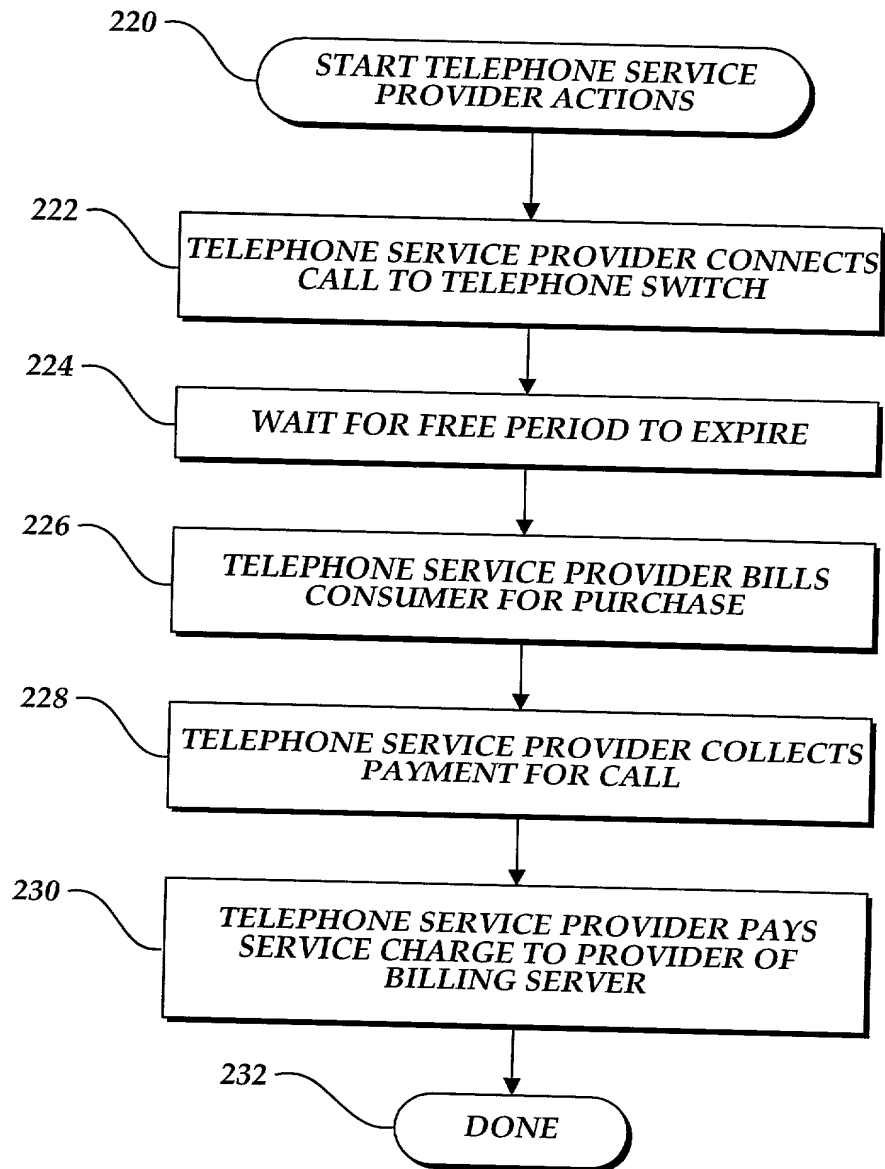 220
START TELEPHONE SERVICE
PROVIDER ACTIONS
222
TELEPHONE SERVICE PROVIDER CONNECTS
CALL TO TELEPHONE SWITCH
224
WAIT FOR FREE PERIOD TO EXPIRE
226
TELEPHONE SERVICE PROVIDER BILLS
CONSUMER FOR PURCHASE
228
TELEPHONE SERVICE PROVIDER COLLECTS
PAYMENT FOR CALL
230
TELEPHONE SERVICE PROVIDER PAYS
SERVICE CHARGE TO PROVIDER OF
BILLING SERVER
232
DONE